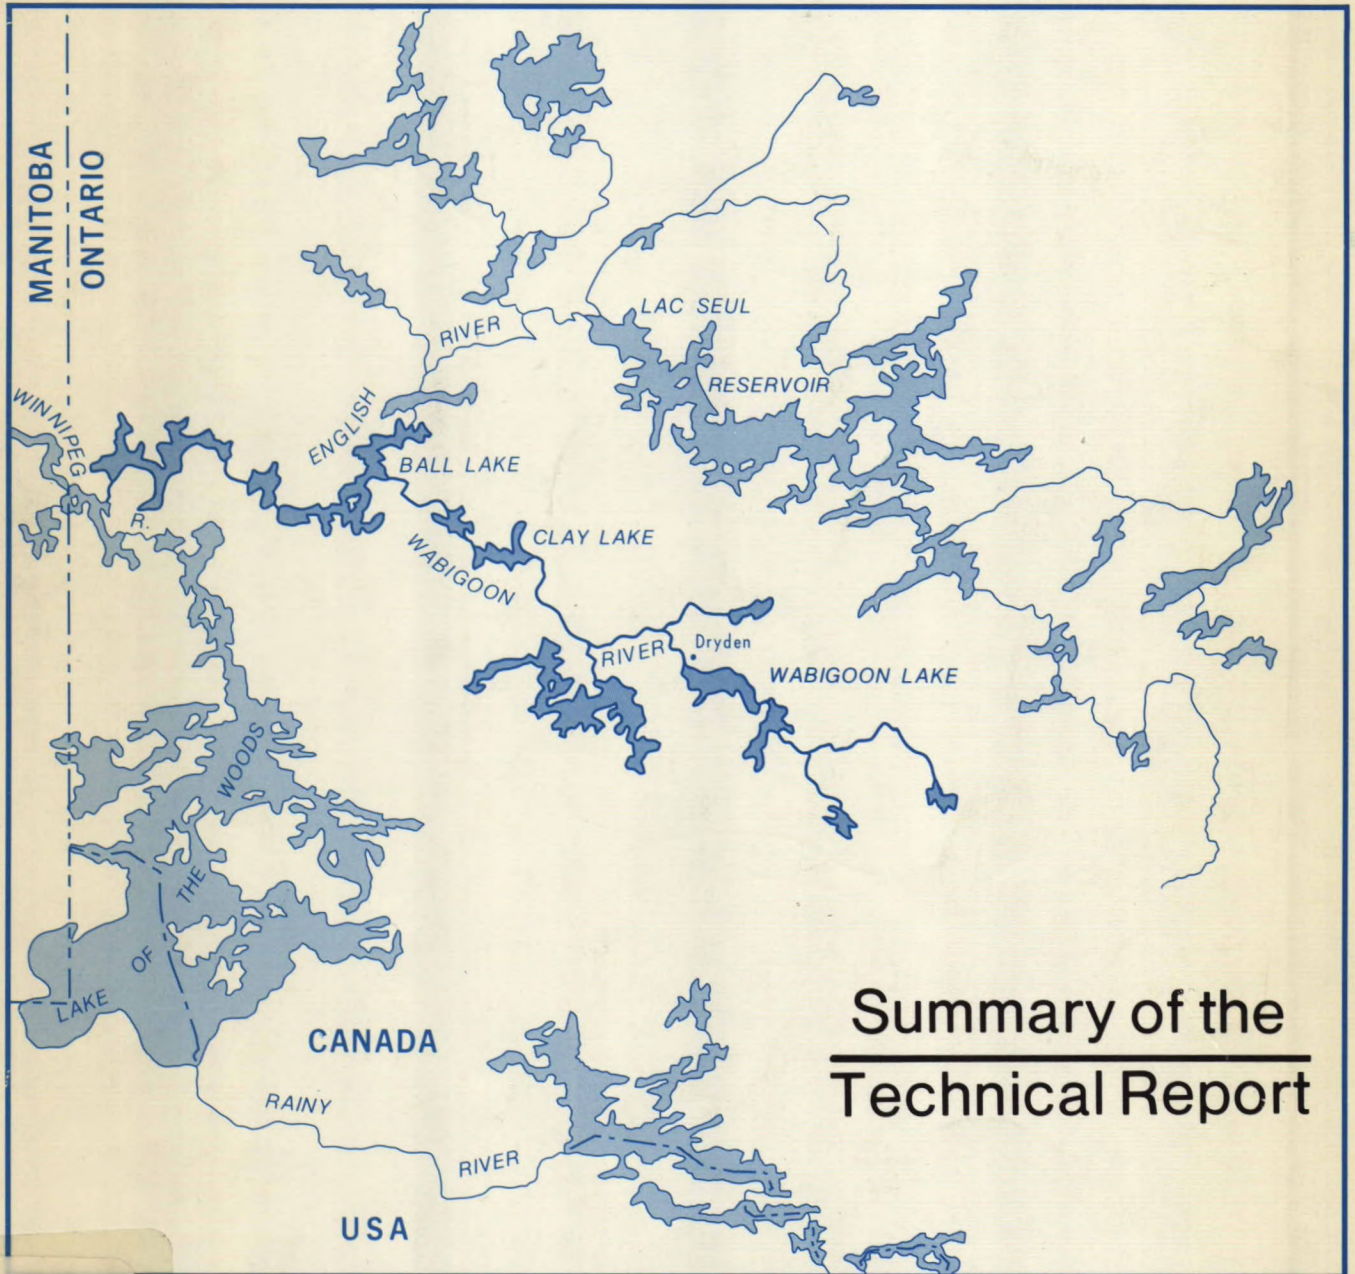 MANITOBA
ONTARIO
LAC SEUL
RIVER
RESERVOIR
ENGLISH
WINNIPEG
R.
BALL LAKE
CLAY LAKE
WABIGOON
RIVER
Dryden
WABIGOON LAKE
LAKE
OF
THE
WOODS
CANADA
RAINY
RIVER
USA
Summary of the
Technical Report